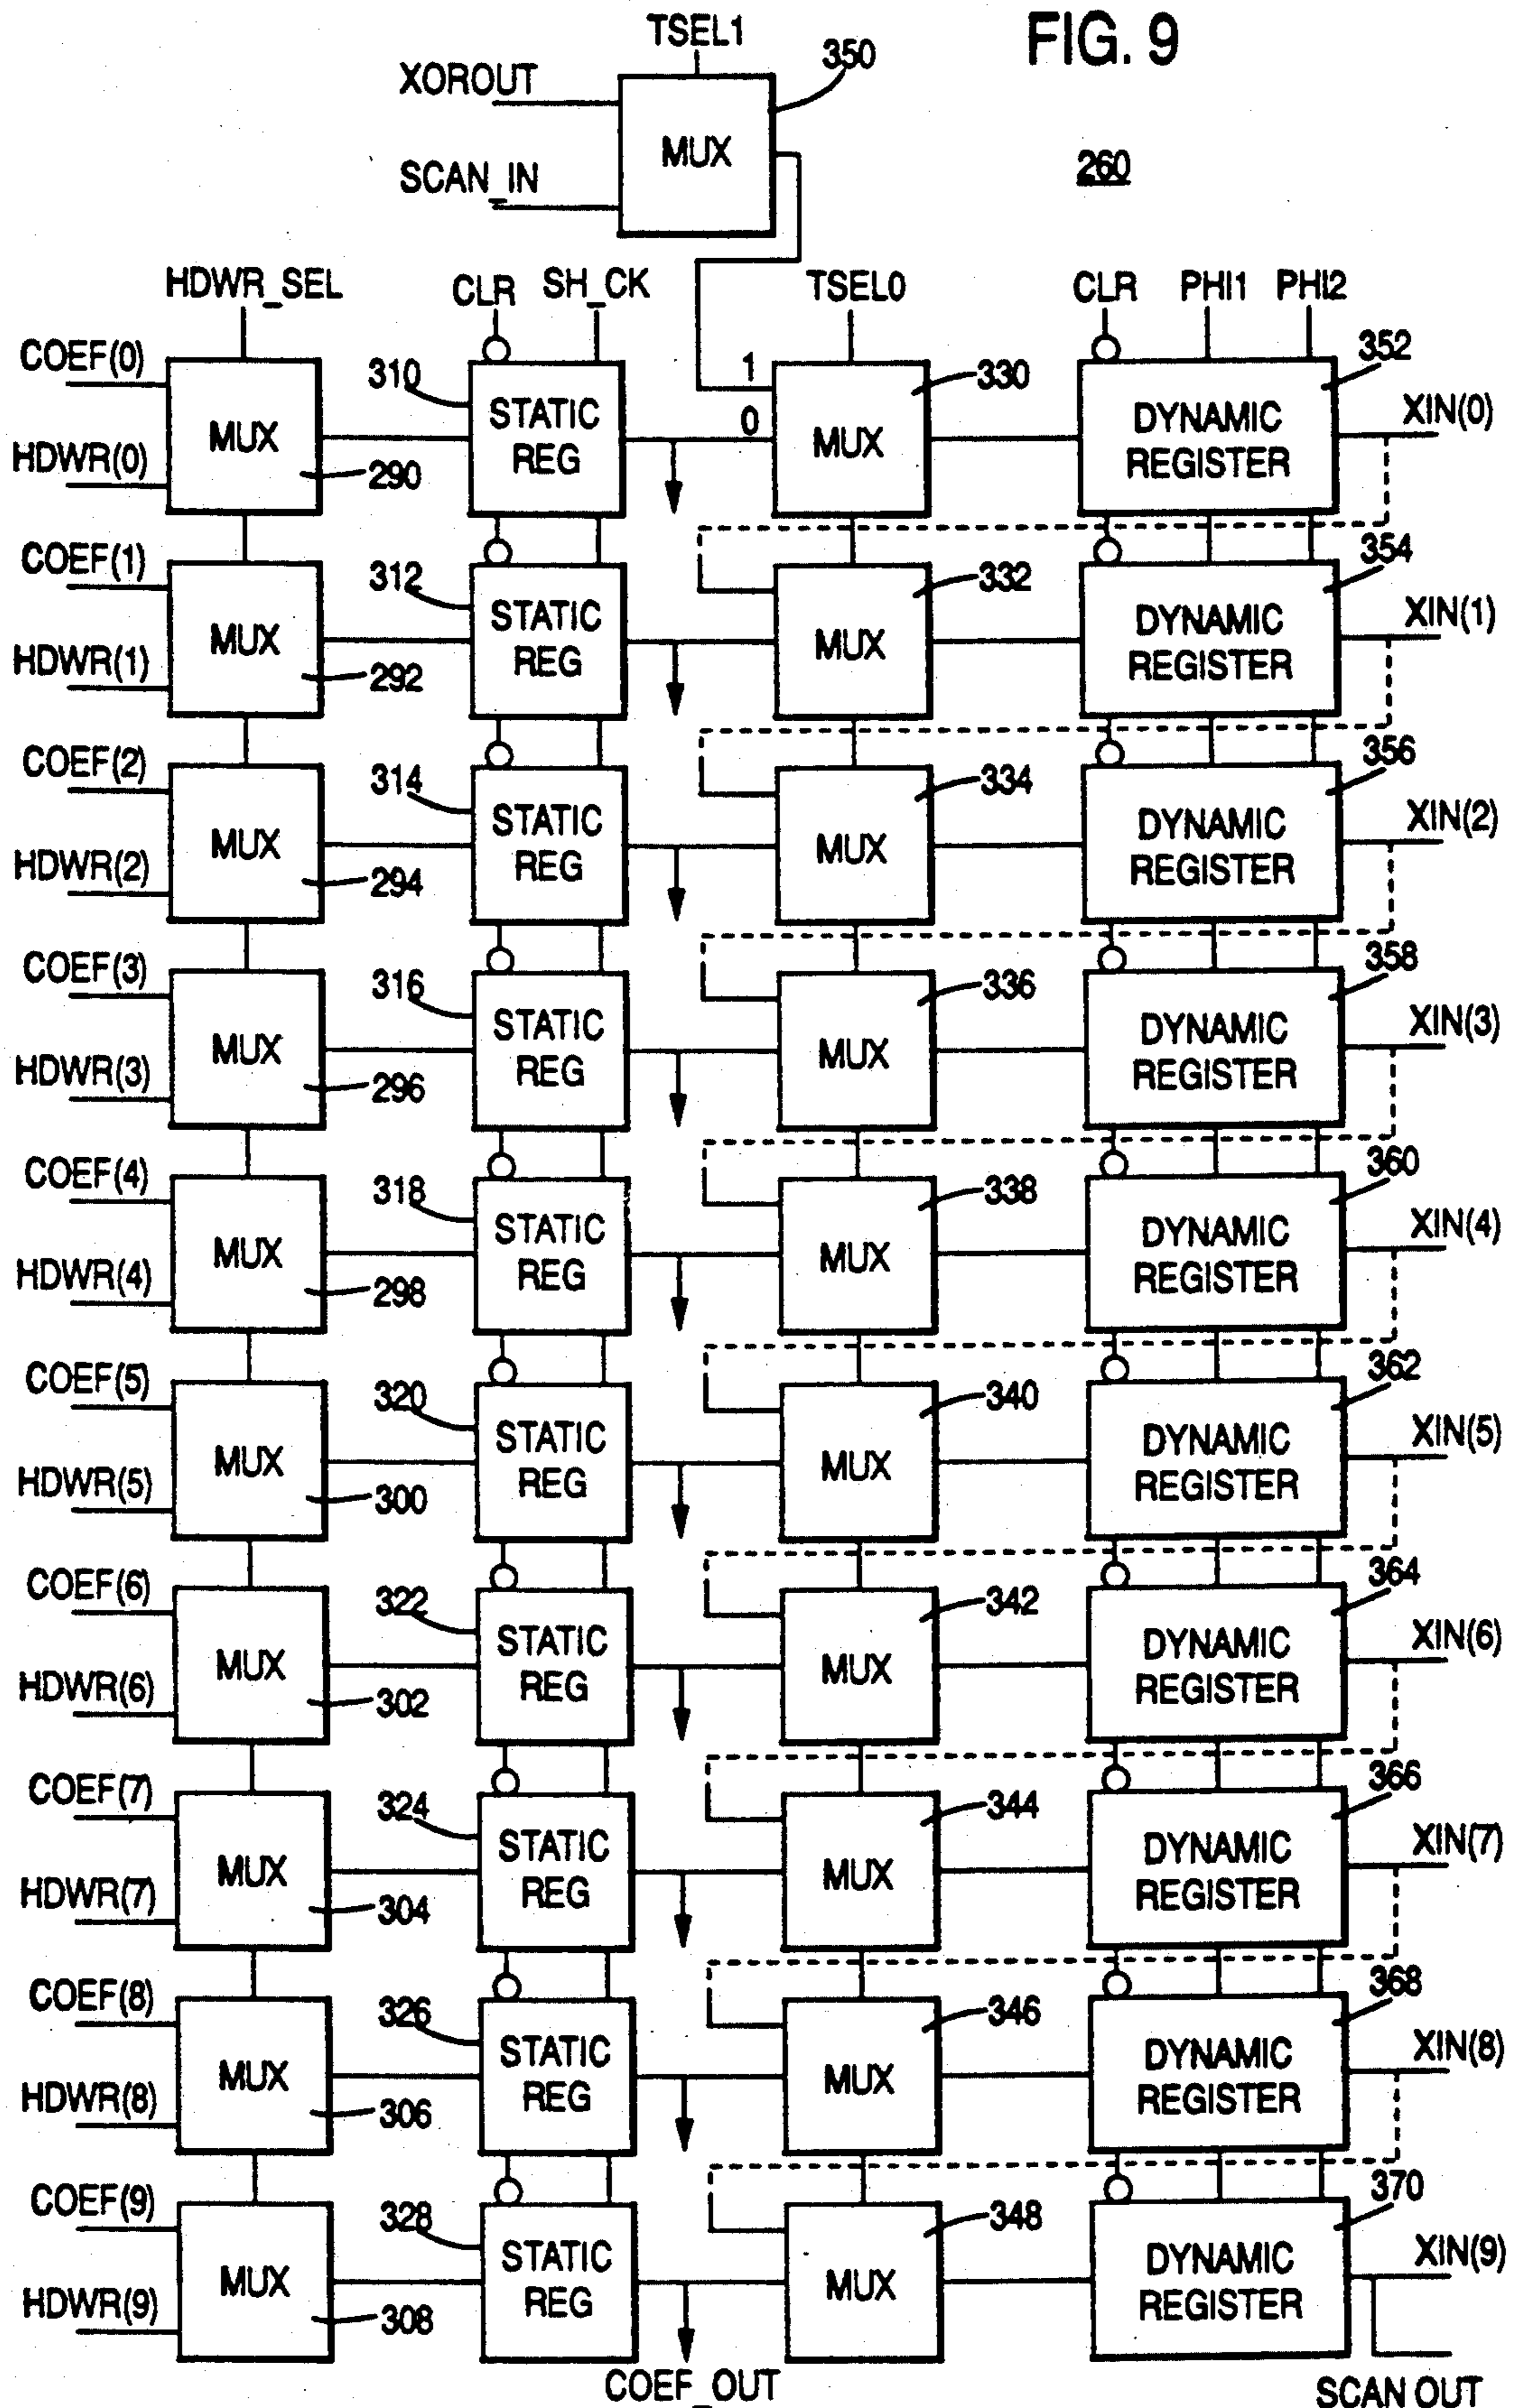 FIG. 9
TSEL1
350
XOROUT
MUX
SCAN_IN
260
HDWR_SEL
CLR
SH_CK
TSEL0
CLR
PHI1
PHI2
COEF(0)
HDWR(0)
MUX
290
310
STATIC
REG
1
0
MUX
330
DYNAMIC
REGISTER
352
XIN(0)
COEF(1)
HDWR(1)
MUX
292
312
STATIC
REG
MUX
332
DYNAMIC
REGISTER
354
XIN(1)
COEF(2)
HDWR(2)
MUX
294
314
STATIC
REG
MUX
334
DYNAMIC
REGISTER
356
XIN(2)
COEF(3)
HDWR(3)
MUX
296
316
STATIC
REG
MUX
336
DYNAMIC
REGISTER
358
XIN(3)
COEF(4)
HDWR(4)
MUX
298
318
STATIC
REG
MUX
338
DYNAMIC
REGISTER
360
XIN(4)
COEF(5)
HDWR(5)
MUX
300
320
STATIC
REG
MUX
340
DYNAMIC
REGISTER
362
XIN(5)
COEF(6)
HDWR(6)
MUX
302
322
STATIC
REG
MUX
342
DYNAMIC
REGISTER
364
XIN(6)
COEF(7)
HDWR(7)
MUX
304
324
STATIC
REG
MUX
344
DYNAMIC
REGISTER
366
XIN(7)
COEF(8)
HDWR(8)
MUX
306
326
STATIC
REG
MUX
346
DYNAMIC
REGISTER
368
XIN(8)
COEF(9)
HDWR(9)
MUX
308
328
STATIC
REG
MUX
348
DYNAMIC
REGISTER
370
XIN(9)
COEF_OUT
SCAN OUT